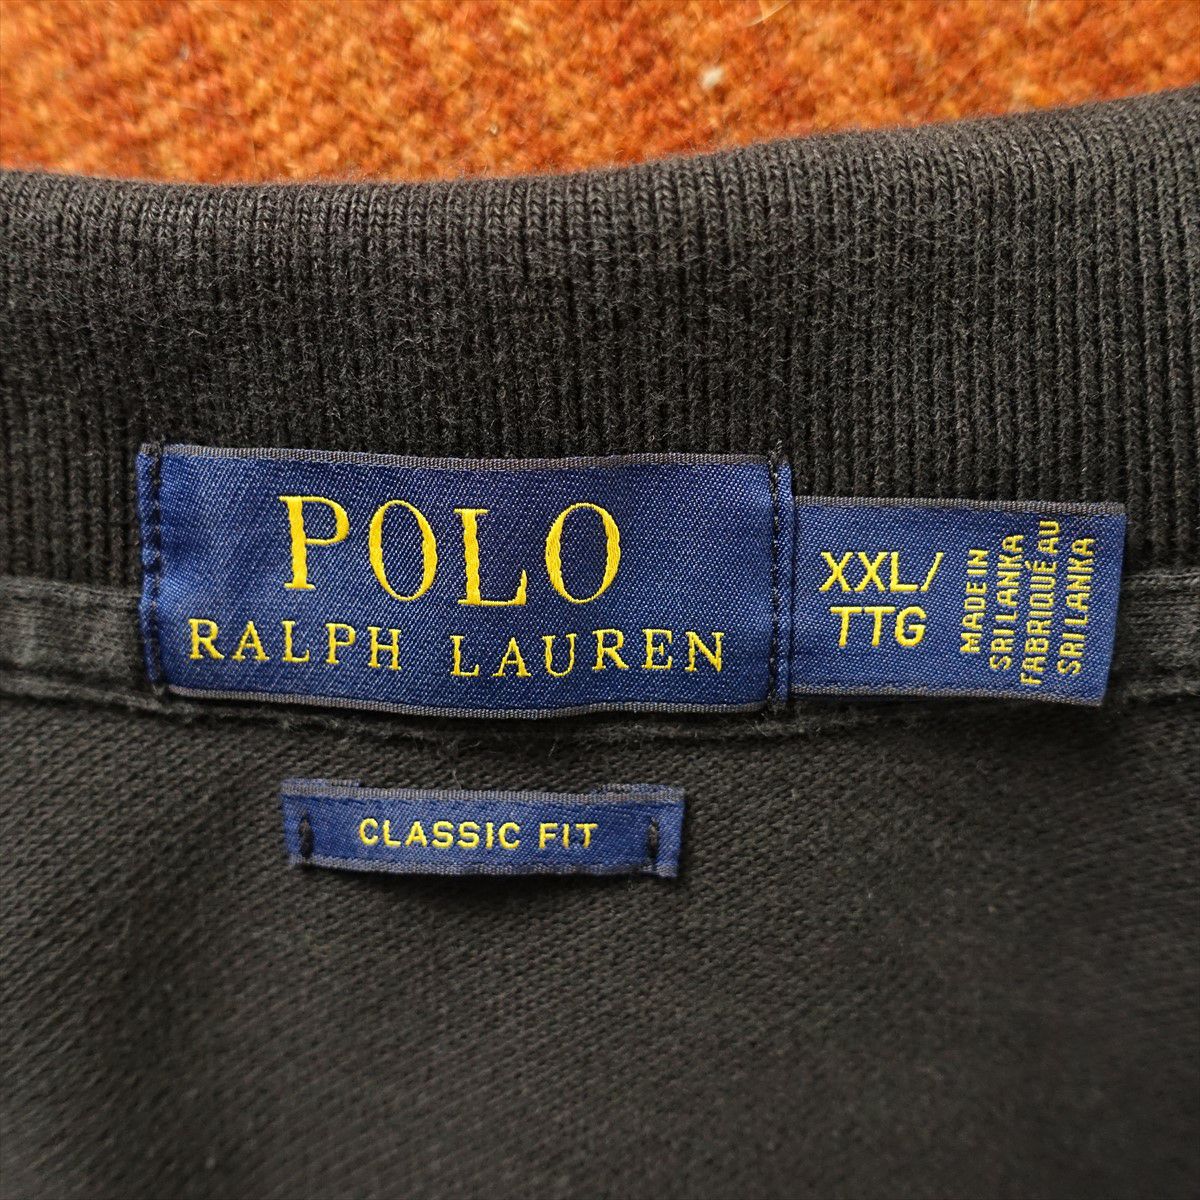 POLO
RALPH LAUREN
XXL/
TTG
MADE IN
SRI LANKA
FABRIQUÉ AU
SRI LANKA
CLASSIC FIT